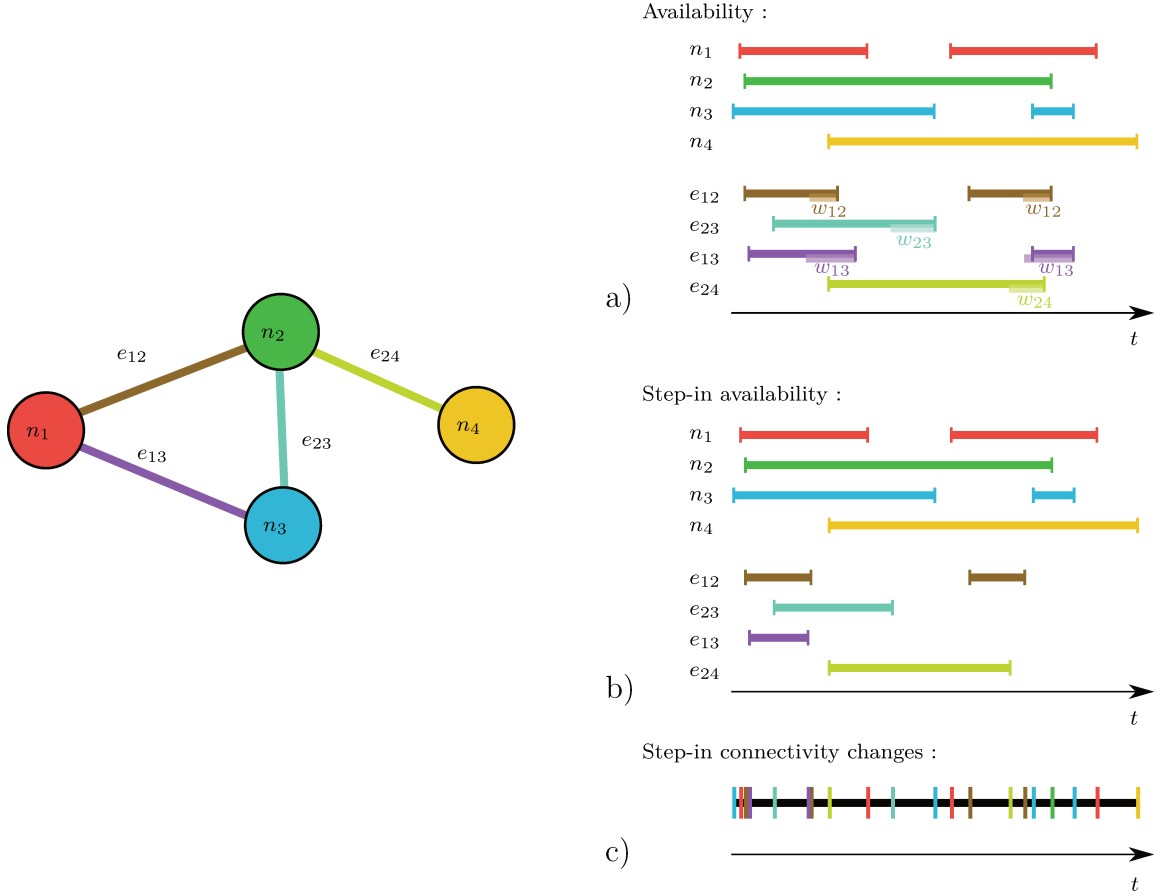 n₂
e₁₂
e₂₄
n₁
n₄
e₂₃
e₁₃
n₃
Availability :
n₁
n₂
n₃
n₄
e₁₂
w₁₂ w₁₂
e₂₃
w₂₃
e₁₃
w₁₃ w₁₃
e₂₄
w₂₄
a)
t
Step-in availability :
n₁
n₂
n₃
n₄
e₁₂
e₂₃
e₁₃
e₂₄
b)
t
Step-in connectivity changes :
c)
t